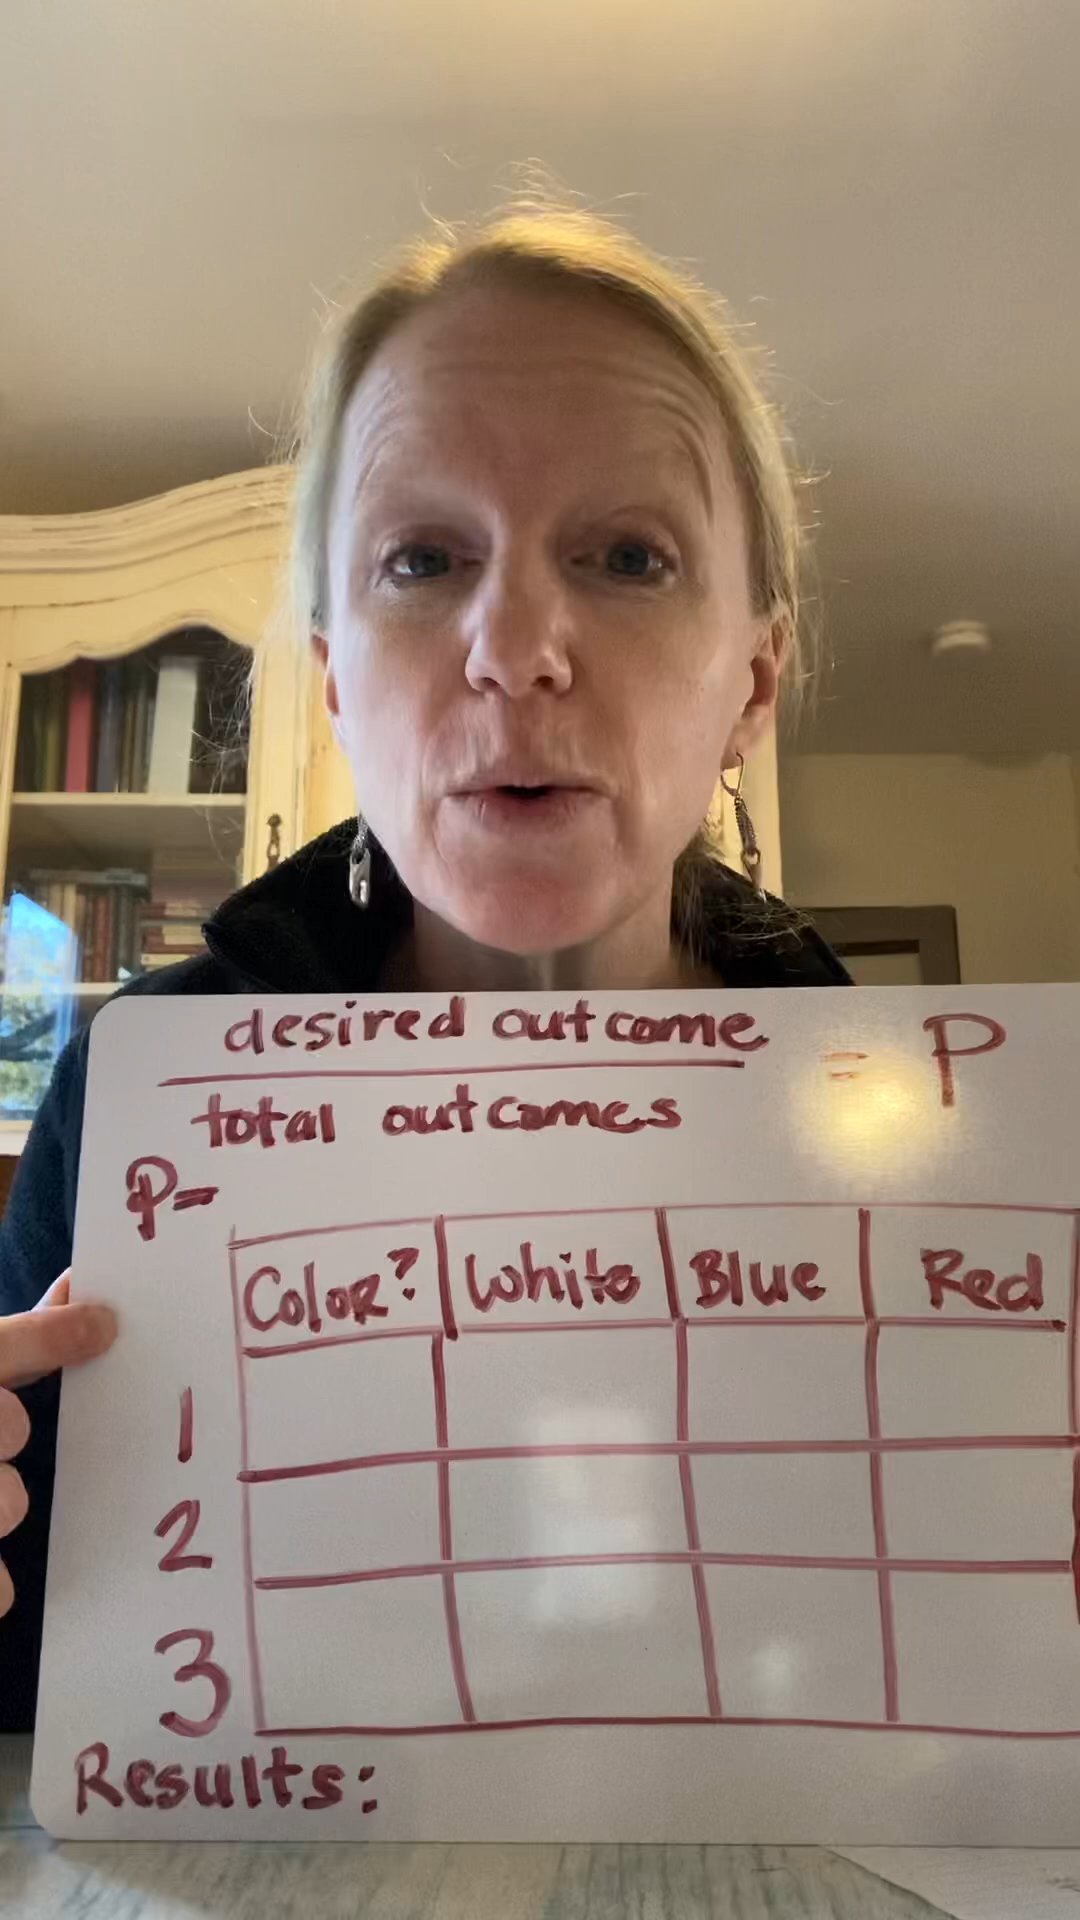 desired outcome = P
total outcomes
P=
Color? White Blue Red
1
2
3
Results: